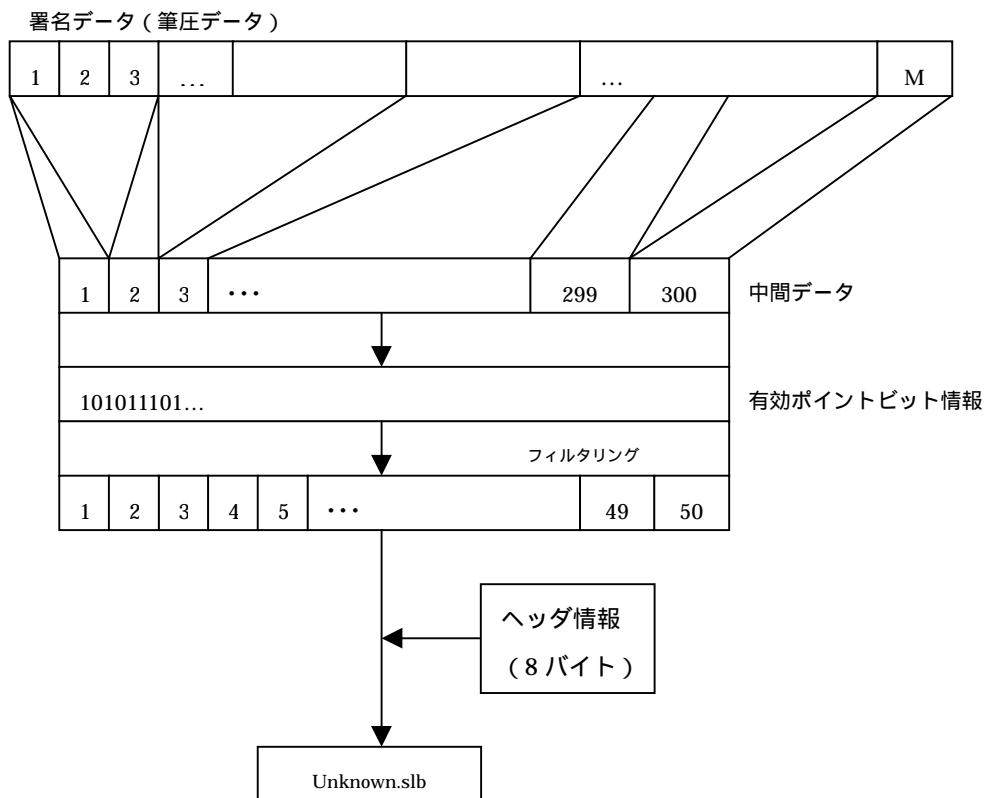 署名データ（筆圧データ）
1 2 3 ... ... M
1 2 3 ・・・ 299 300 中間データ
101011101... 有効ポイントビット情報
フィルタリング
1 2 3 4 5 ・・・ 49 50
ヘッダ情報
（8 バイト）
Unknown.slb